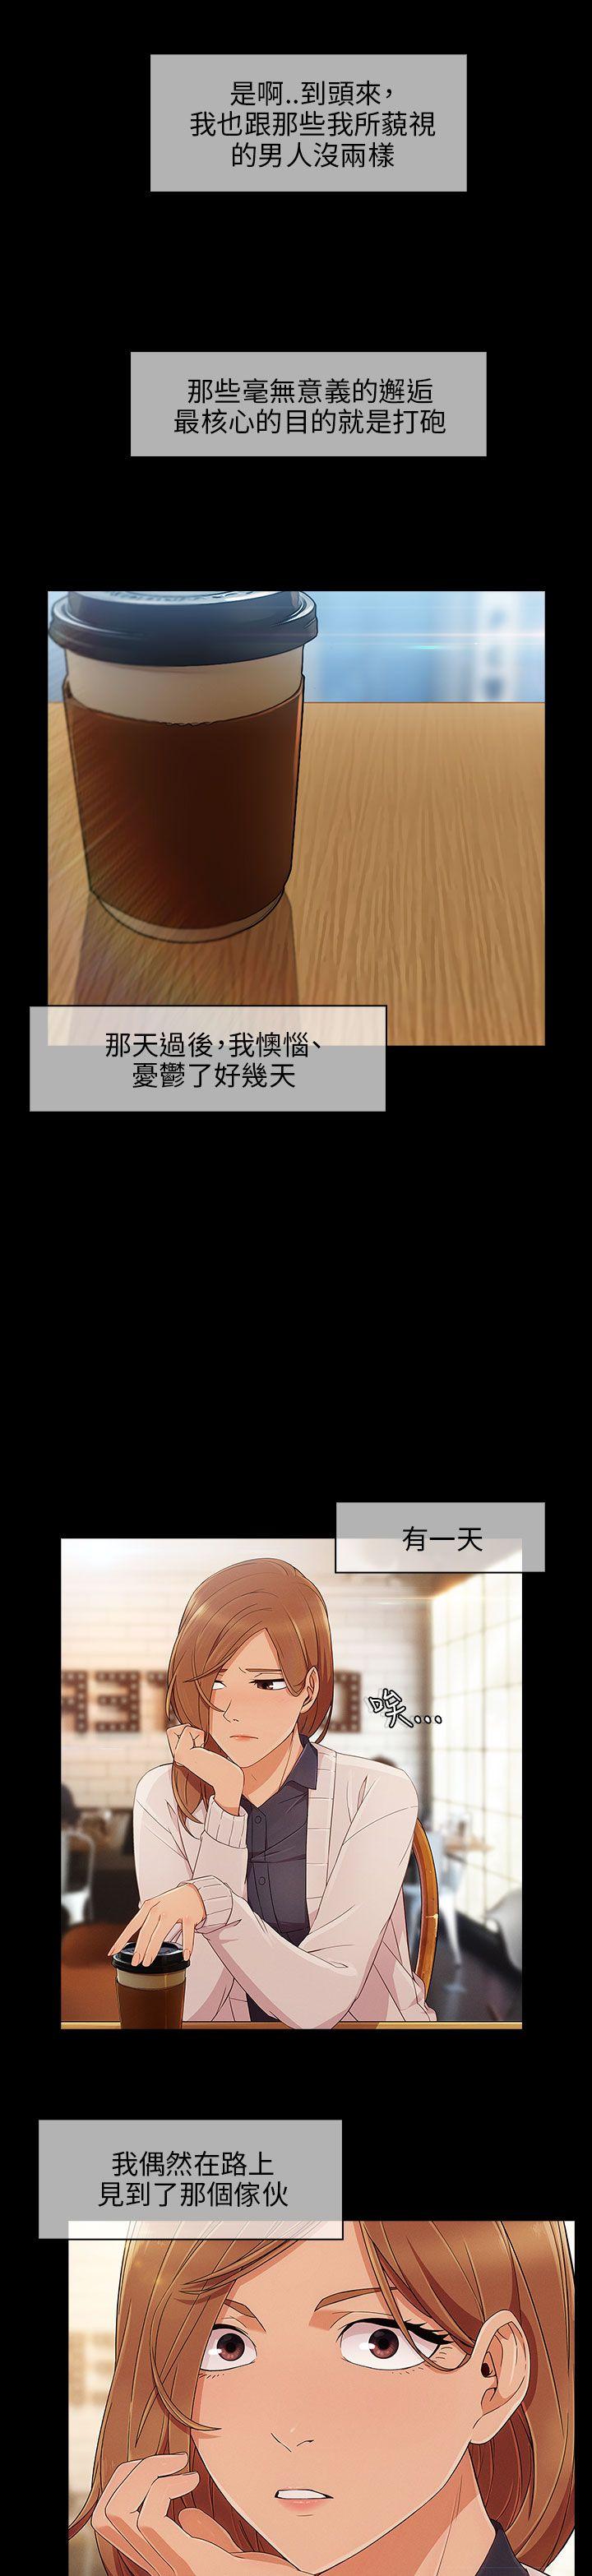 是啊..到頭來，
我也跟那些我所藐視
的男人沒兩樣
那些毫無意義的邂逅
最核心的目的就是打砲
那天過後，我懊惱、
憂鬱了好幾天
有一天
唉...
我偶然在路上
見到了那個傢伙